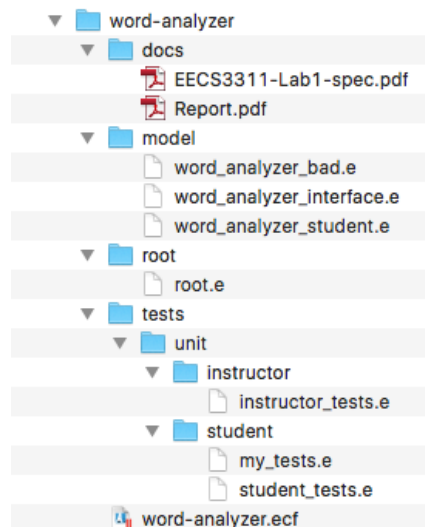 word-analyzer
docs
EECS3311-Lab1-spec.pdf
Report.pdf
model
word_analyzer_bad.e
word_analyzer_interface.e
word_analyzer_student.e
root
root.e
tests
unit
instructor
instructor_tests.e
student
my_tests.e
student_tests.e
word-analyzer.ecf